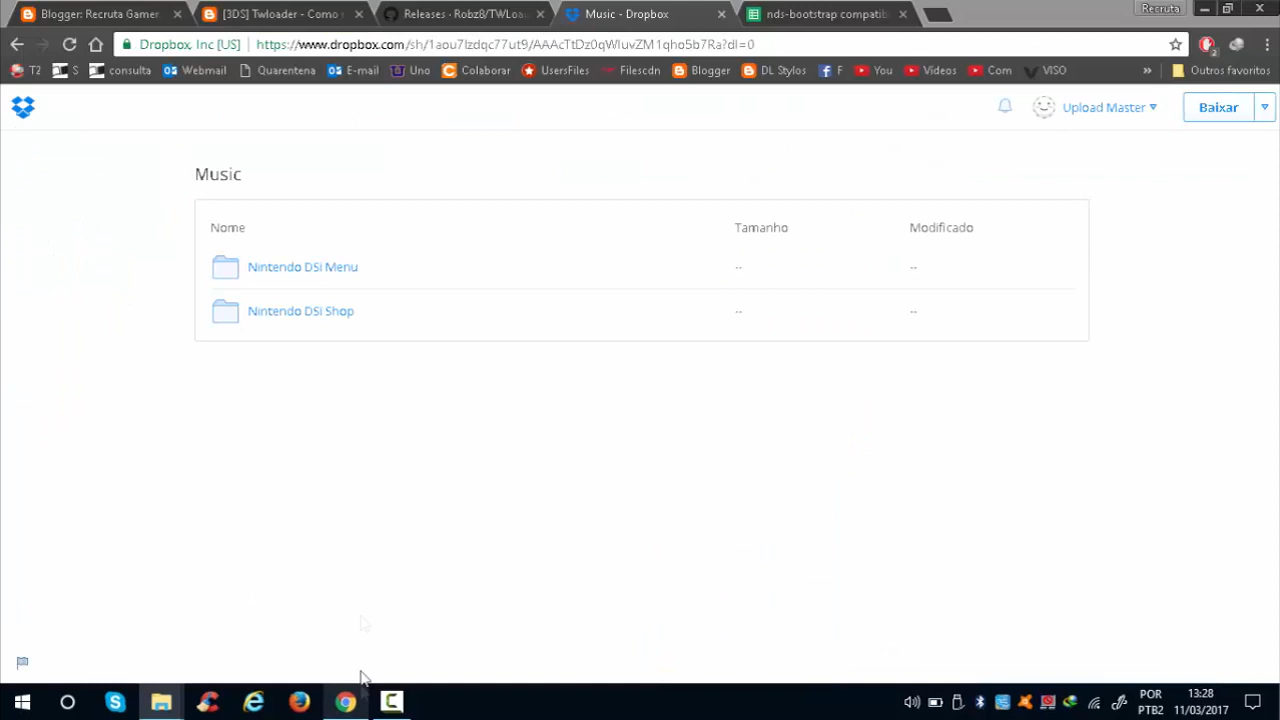 Blogger: Recruta Gamer [3DS] Twloader - Como Releases · Robz8/TWLoa Music - Dropbox nds-bootstrap compatib Recruta
Dropbox, Inc [US] https://www.dropbox.com/sh/1aou7lzdqc77ut9/AAAcTtDz0qWluvZM1qho5b7Ra?dl=0
T2 S consulta Webmail Quarentena E-mail Uno Colaborar UsersFiles Filescdn Blogger DL Stylos F You Videos Com VISO » Outros favoritos
Upload Master Baixar
Music
Nome Tamanho Modificado
Nintendo DSi Menu -- --
Nintendo DSi Shop -- --
POR 13:28
PTB2 11/03/2017